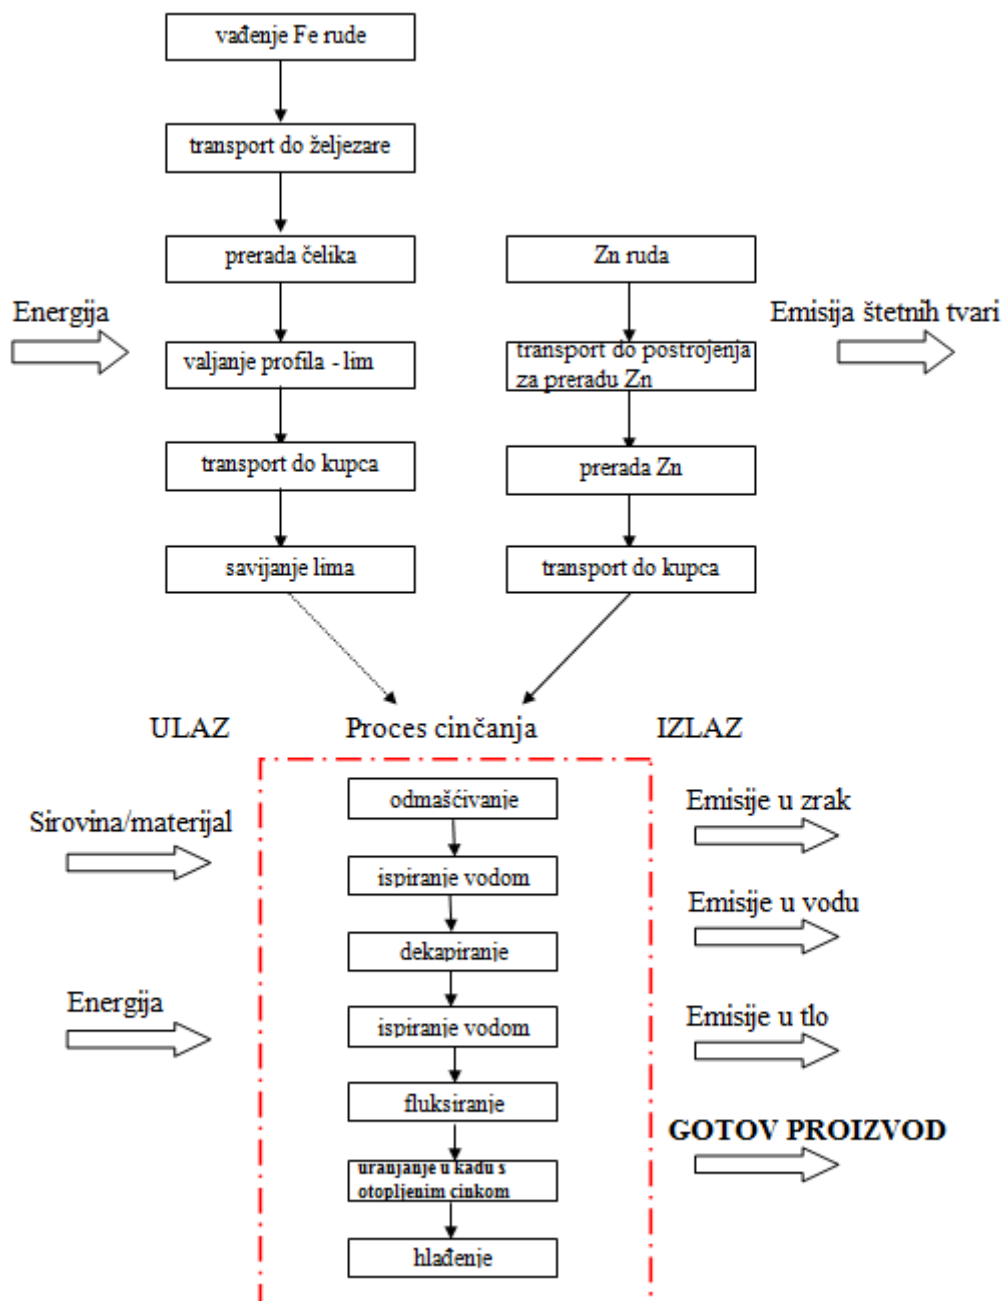 vađenje Fe rude
transport do željezare
prerada čelika
Zn ruda
Energija
Emisija štetnih tvari
valjanje profila - lim
transport do postrojenja
za preradu Zn
transport do kupca
prerada Zn
savijanje lima
transport do kupca
ULAZ
Proces cinčanja
IZLAZ
odmašćivanje
Emisije u zrak
Sirovina/materijal
ispiranje vodom
Emisije u vodu
dekapiranje
Energija
ispiranje vodom
Emisije u tlo
fluksiranje
GOTOV PROIZVOD
uranjanje u kadu s
otopljenim cinkom
hlađenje